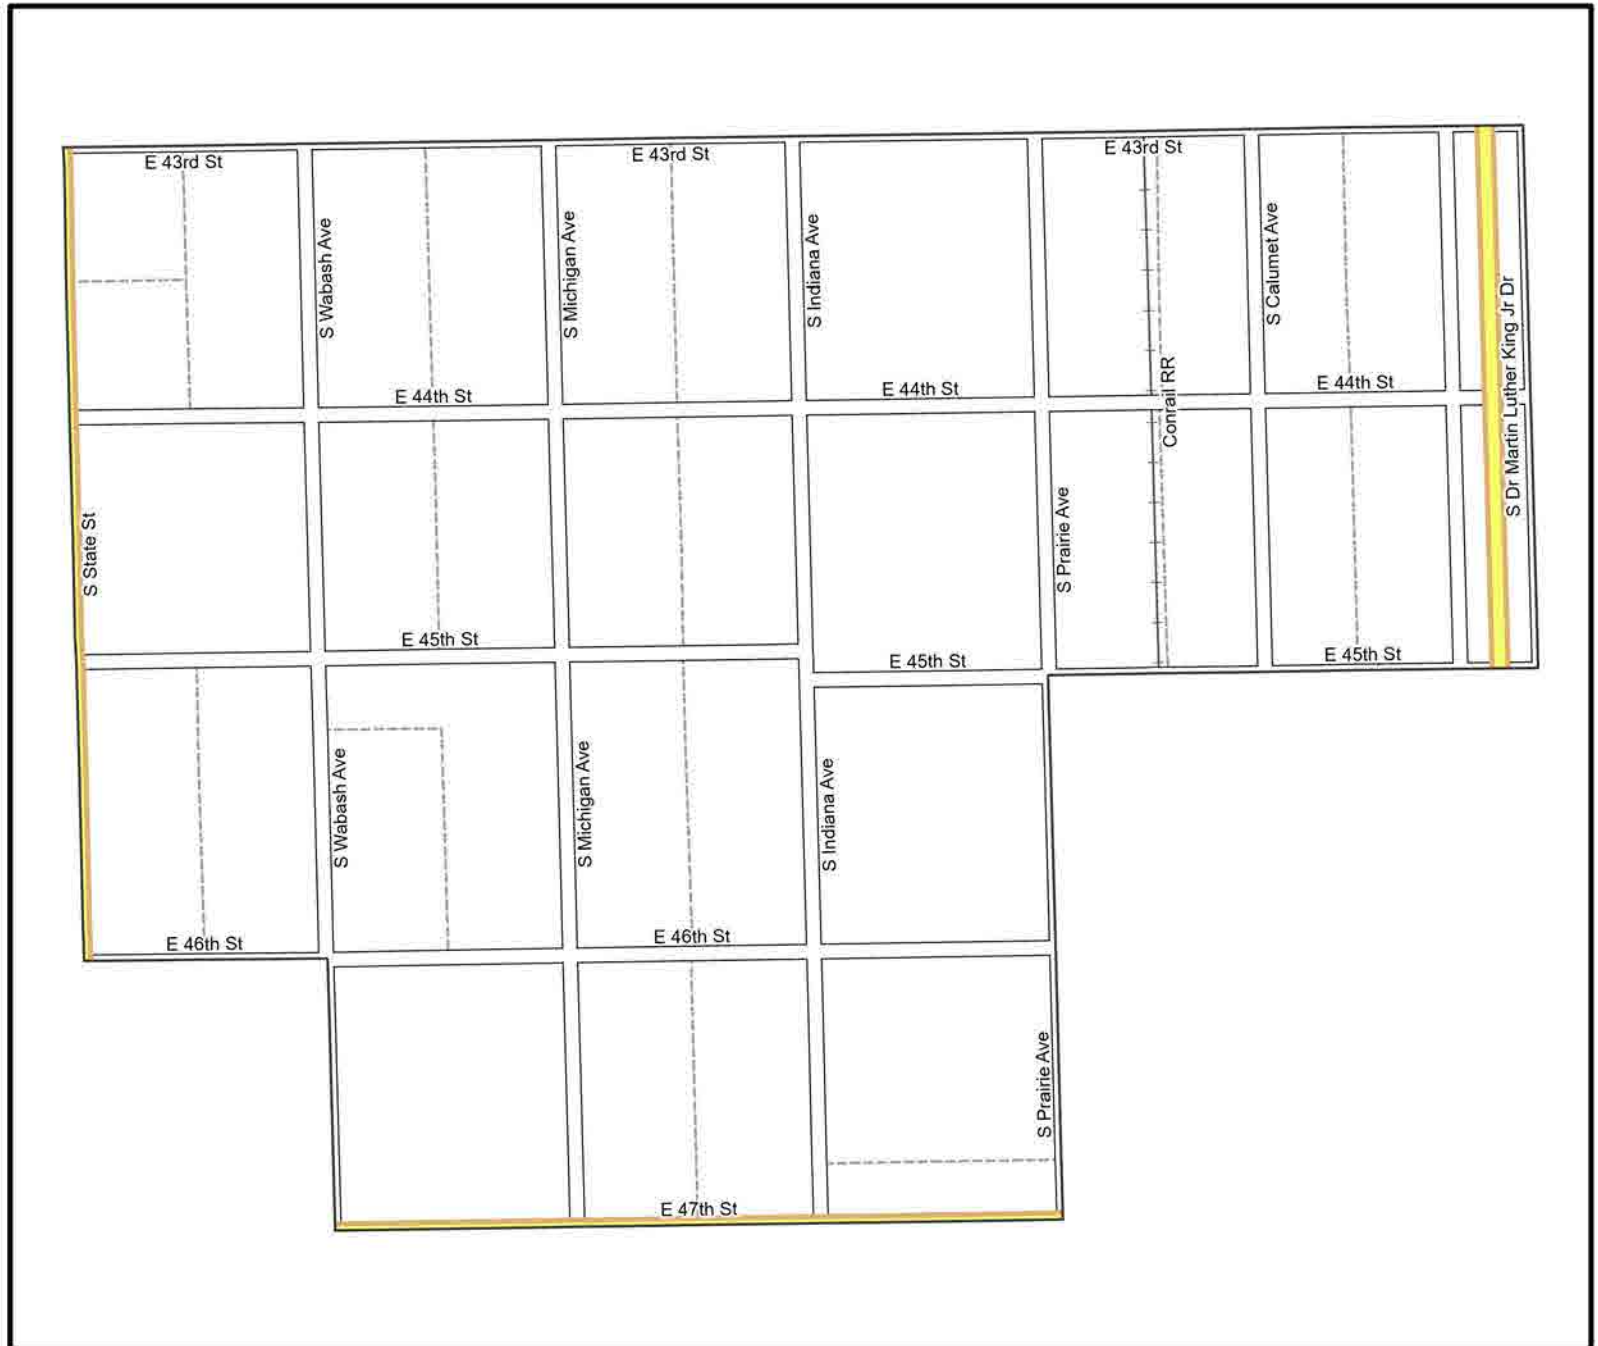 E 43rd St
E 43rd St
E 43rd St
S Wabash Ave
S Michigan Ave
S Indiana Ave
S Calumet Ave
S Dr Martin Luther King Jr Dr
E 44th St
E 44th St
E 44th St
Conrail RR
S State St
S Prairie Ave
E 45th St
E 45th St
E 45th St
S Wabash Ave
S Michigan Ave
S Indiana Ave
E 46th St
E 46th St
S Prairie Ave
E 47th St